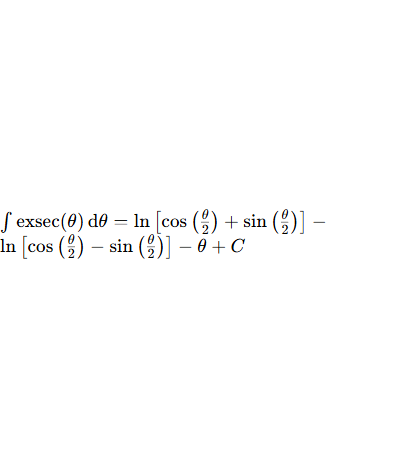 ∫ exsec(θ) dθ = ln [cos (θ/2) + sin (θ/2)] −
ln [cos (θ/2) − sin (θ/2)] − θ + C